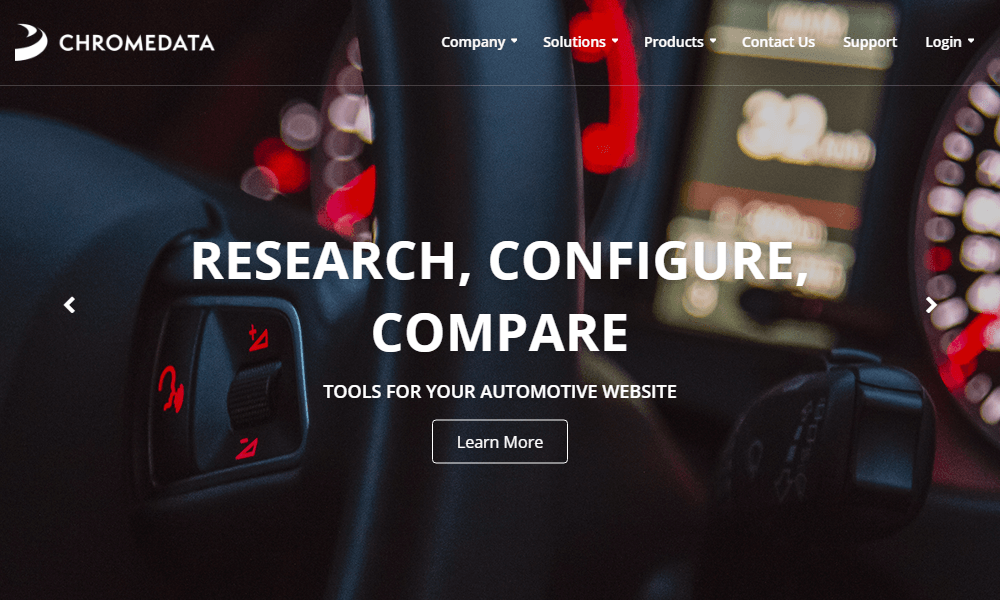 CHROMEDATA
Company Solutions Products Contact Us Support Login
RESEARCH, CONFIGURE,
COMPARE
TOOLS FOR YOUR AUTOMOTIVE WEBSITE
Learn More